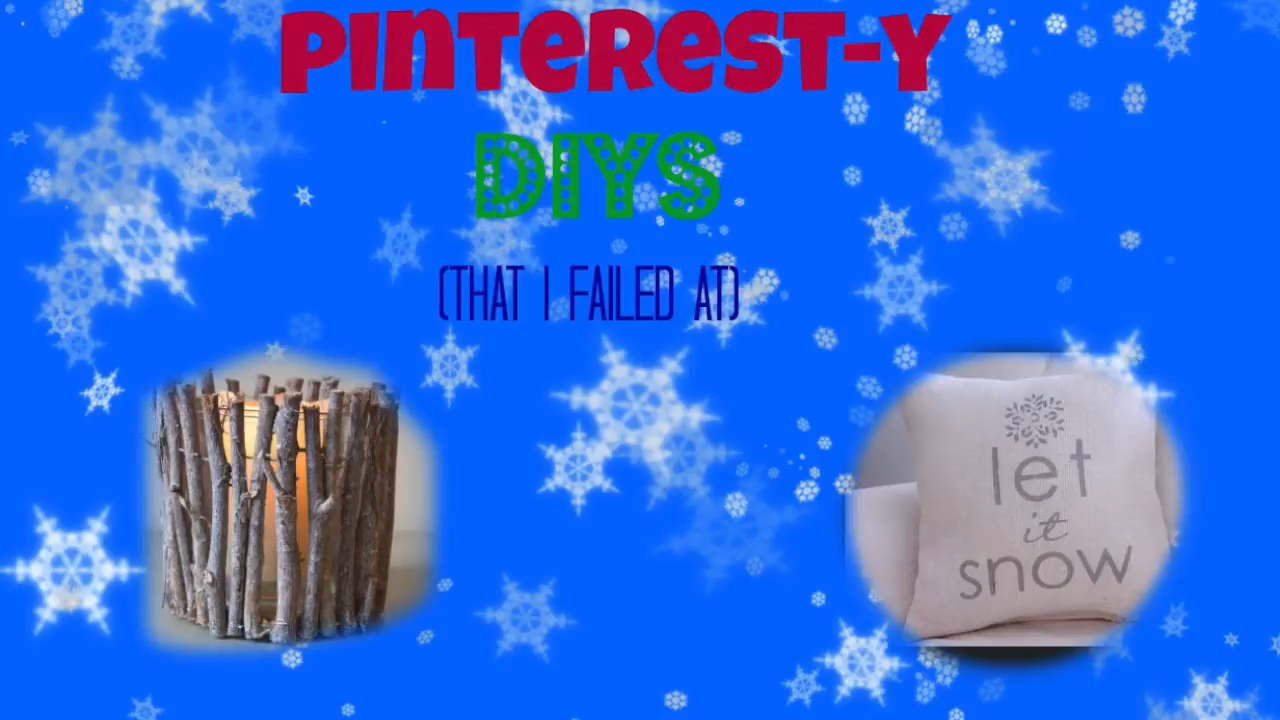 PINTEREST-Y
DIYS
(THAT I FAILED AT)
let
it
snow